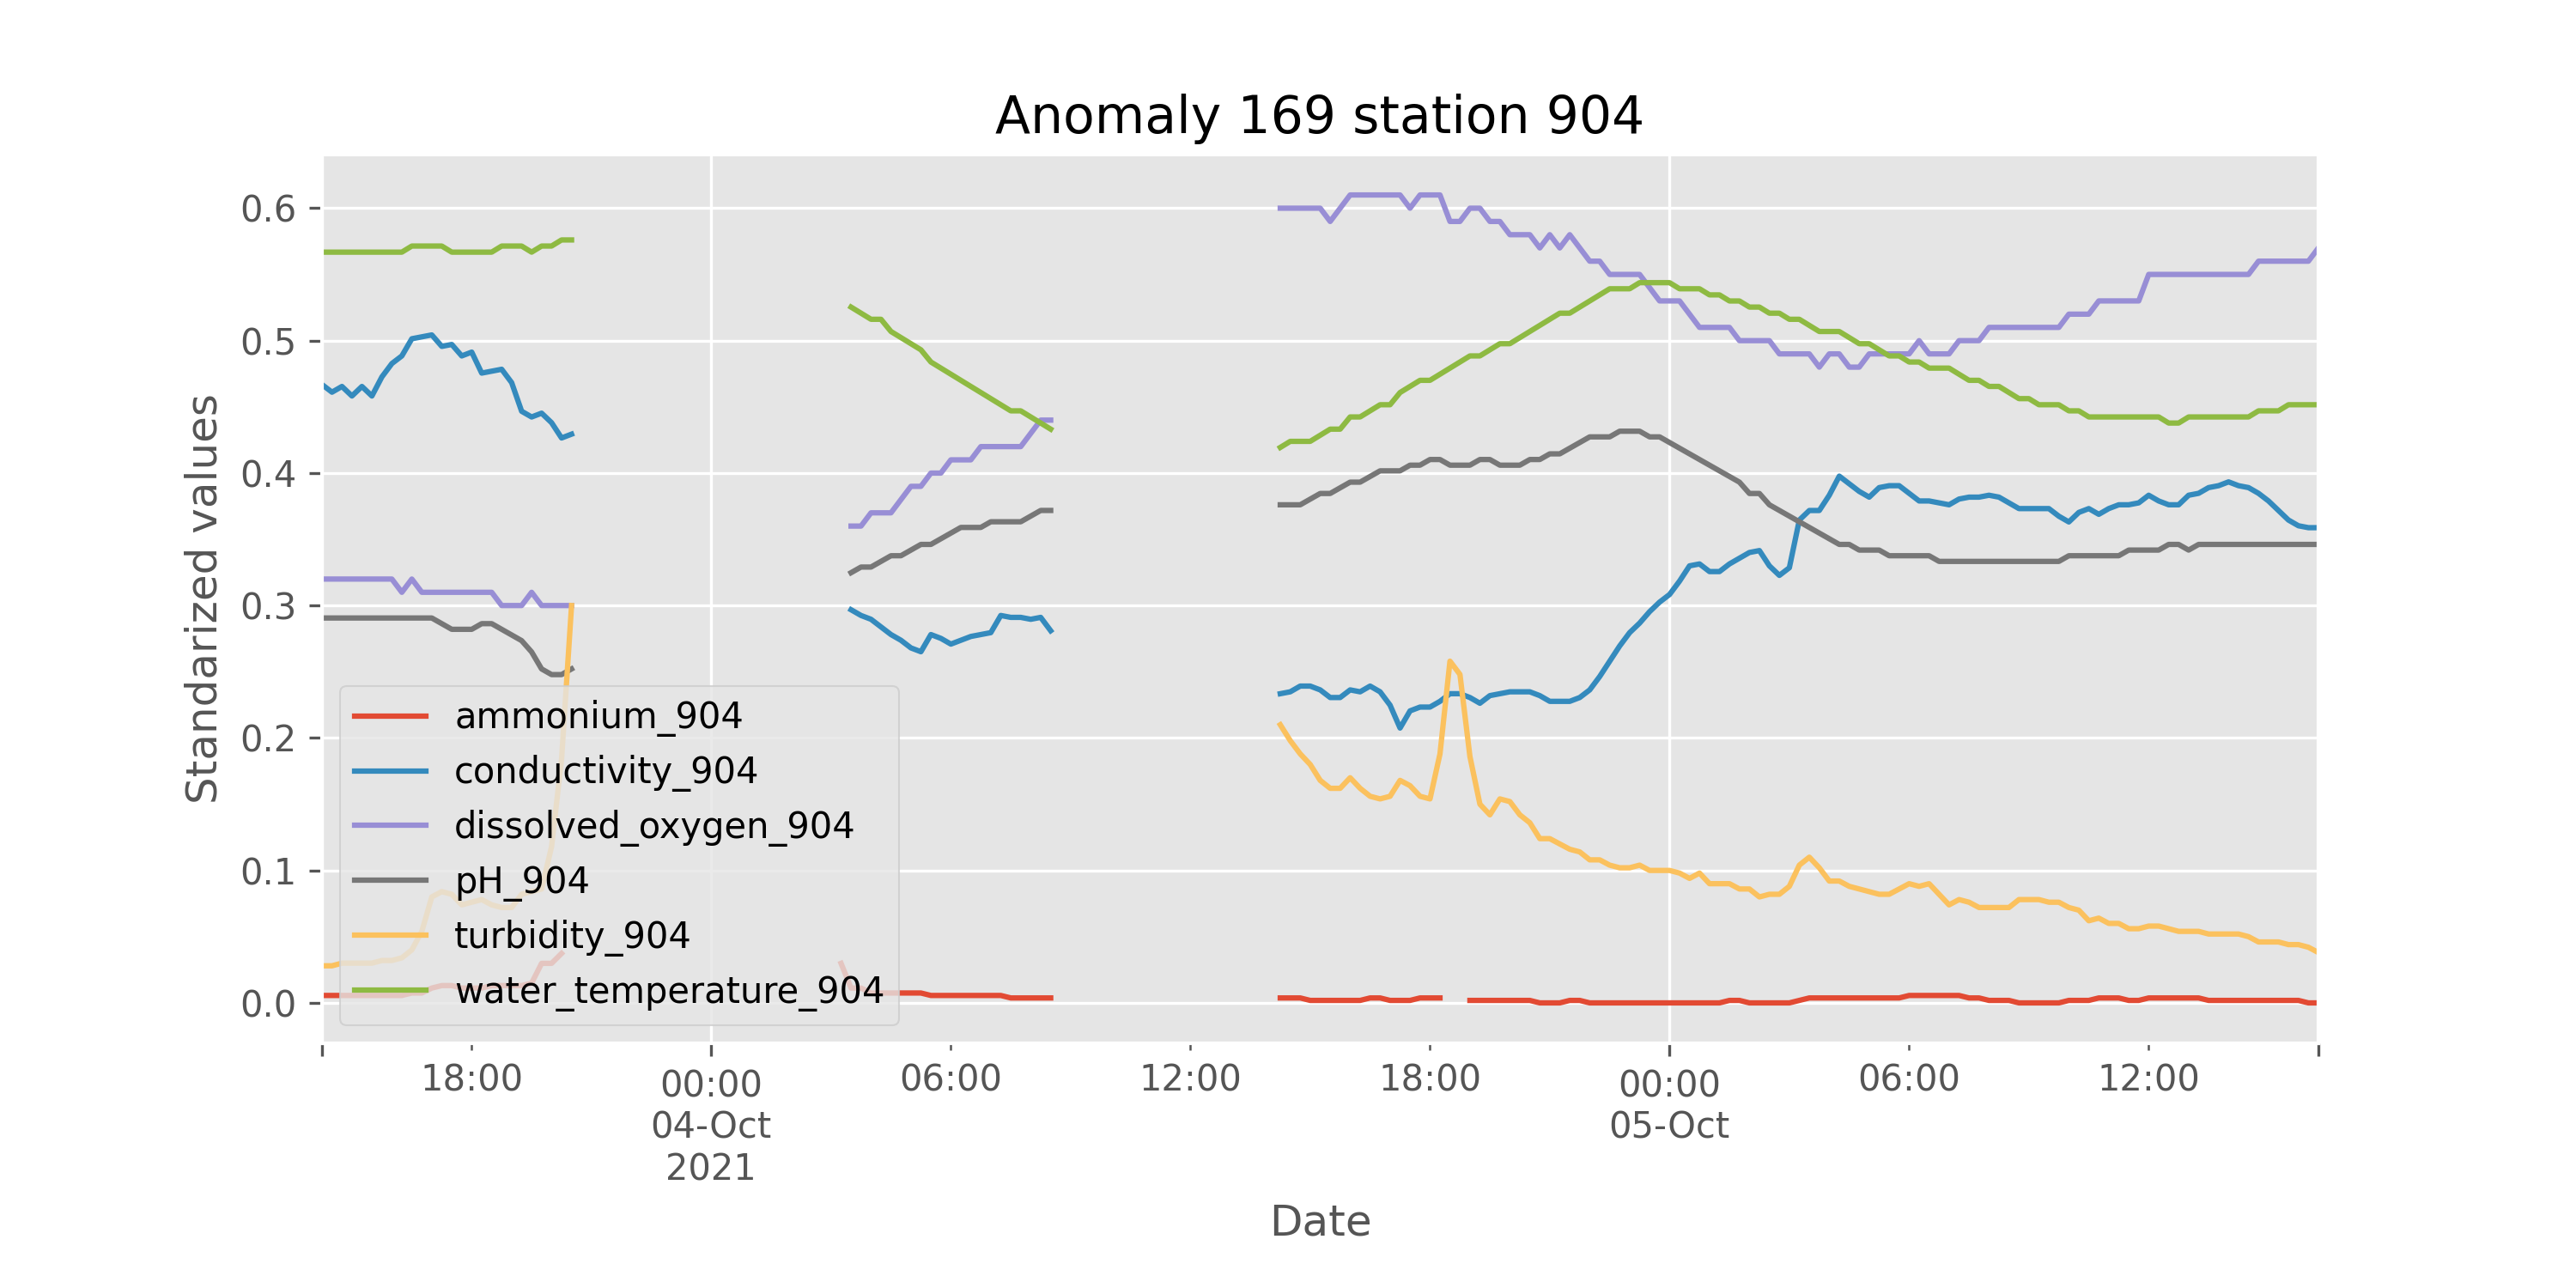 Anomaly 169 station 904
0.6
0.5
0.4
0.3
0.2
0.1
0.0
Standarized values
ammonium_904
conductivity_904
dissolved_oxygen_904
pH_904
turbidity_904
water_temperature_904
18:00
00:00
04-Oct
2021
06:00
12:00
18:00
00:00
05-Oct
06:00
12:00
Date